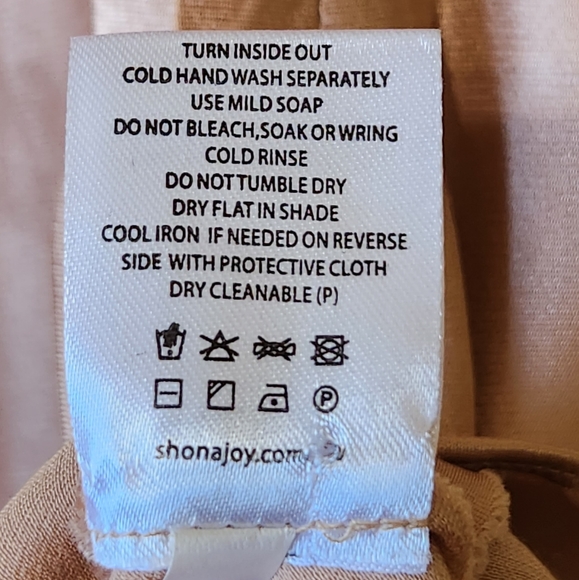 TURN INSIDE OUT
COLD HAND WASH SEPARATELY
USE MILD SOAP
DO NOT BLEACH,SOAK OR WRING
COLD RINSE
DO NOT TUMBLE DRY
DRY FLAT IN SHADE
COOL IRON IF NEEDED ON REVERSE
SIDE WITH PROTECTIVE CLOTH
DRY CLEANABLE (P)
P
shonajoy.com